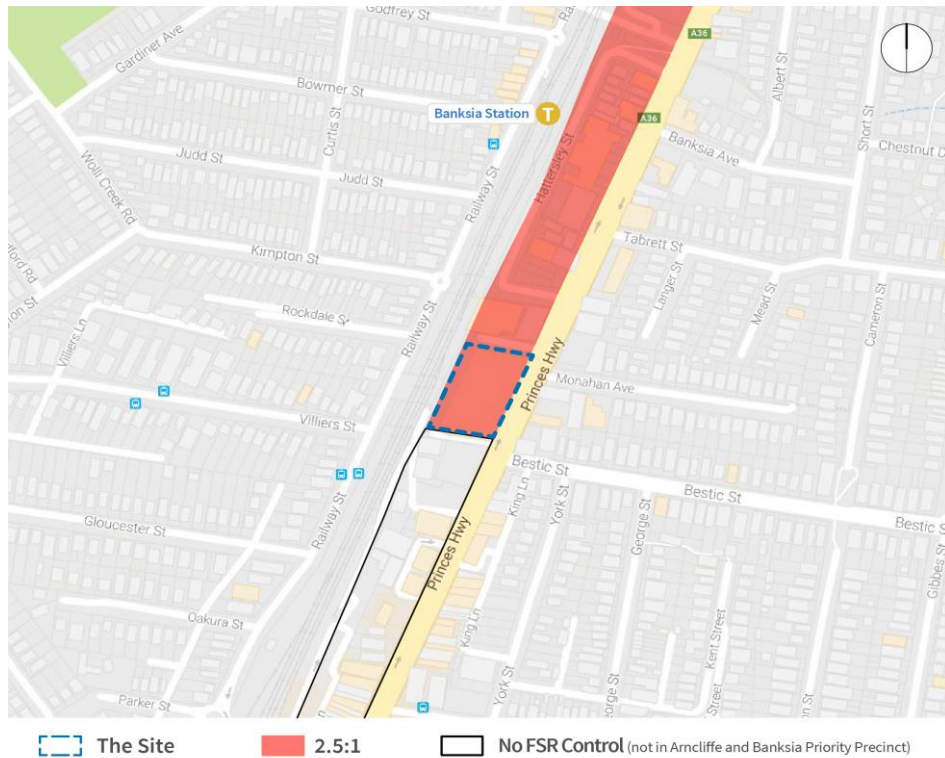 Godfrey St
Ra
A36
Gardiner Ave
Albert St
Bowmer St
Short St
Banksia Station
T
A36
Curtis St
Hattersley St
Chestnut D
Judd St
Banksia Ave
Wolli Creek Rd
Judd St
Railway St
Tabrett St
Kimpton St
Langer St
Mead St
Cameron St
Rockdale St
Villiers Ln
Railway St
Princes Hwy
Monahan Ave
Villiers St
Bestic St
King Ln
York St
Bestic St
Railway St
George St
Bestic S
Gloucester St
Princes Hwy
Gibbes St
Oakura St
King Ln
Kent Street
York St
Parker St
The Site
2.5:1
No FSR Control (not in Arncliffe and Banksia Priority Precinct)